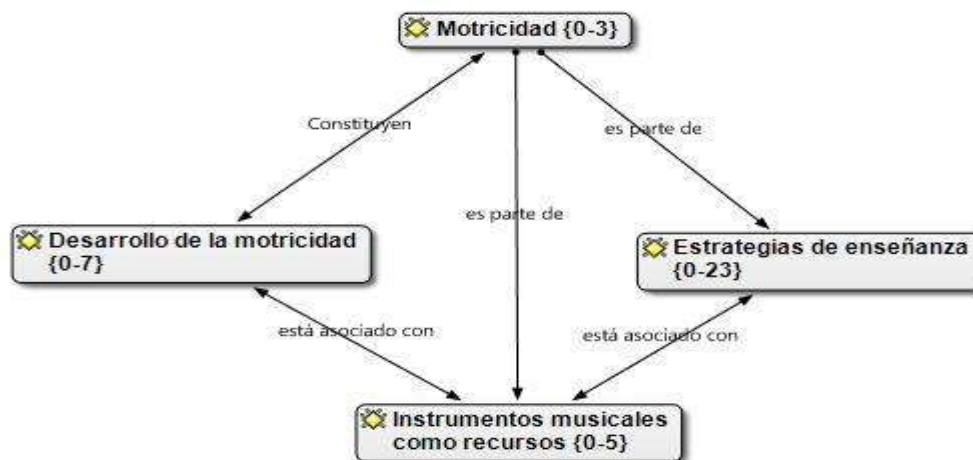 Motricidad {0-3}
Constituyen
es parte de
es parte de
Desarrollo de la motricidad
{0-7}
Estrategias de enseñanza
{0-23}
está asociado con
está asociado con
Instrumentos musicales
como recursos {0-5}